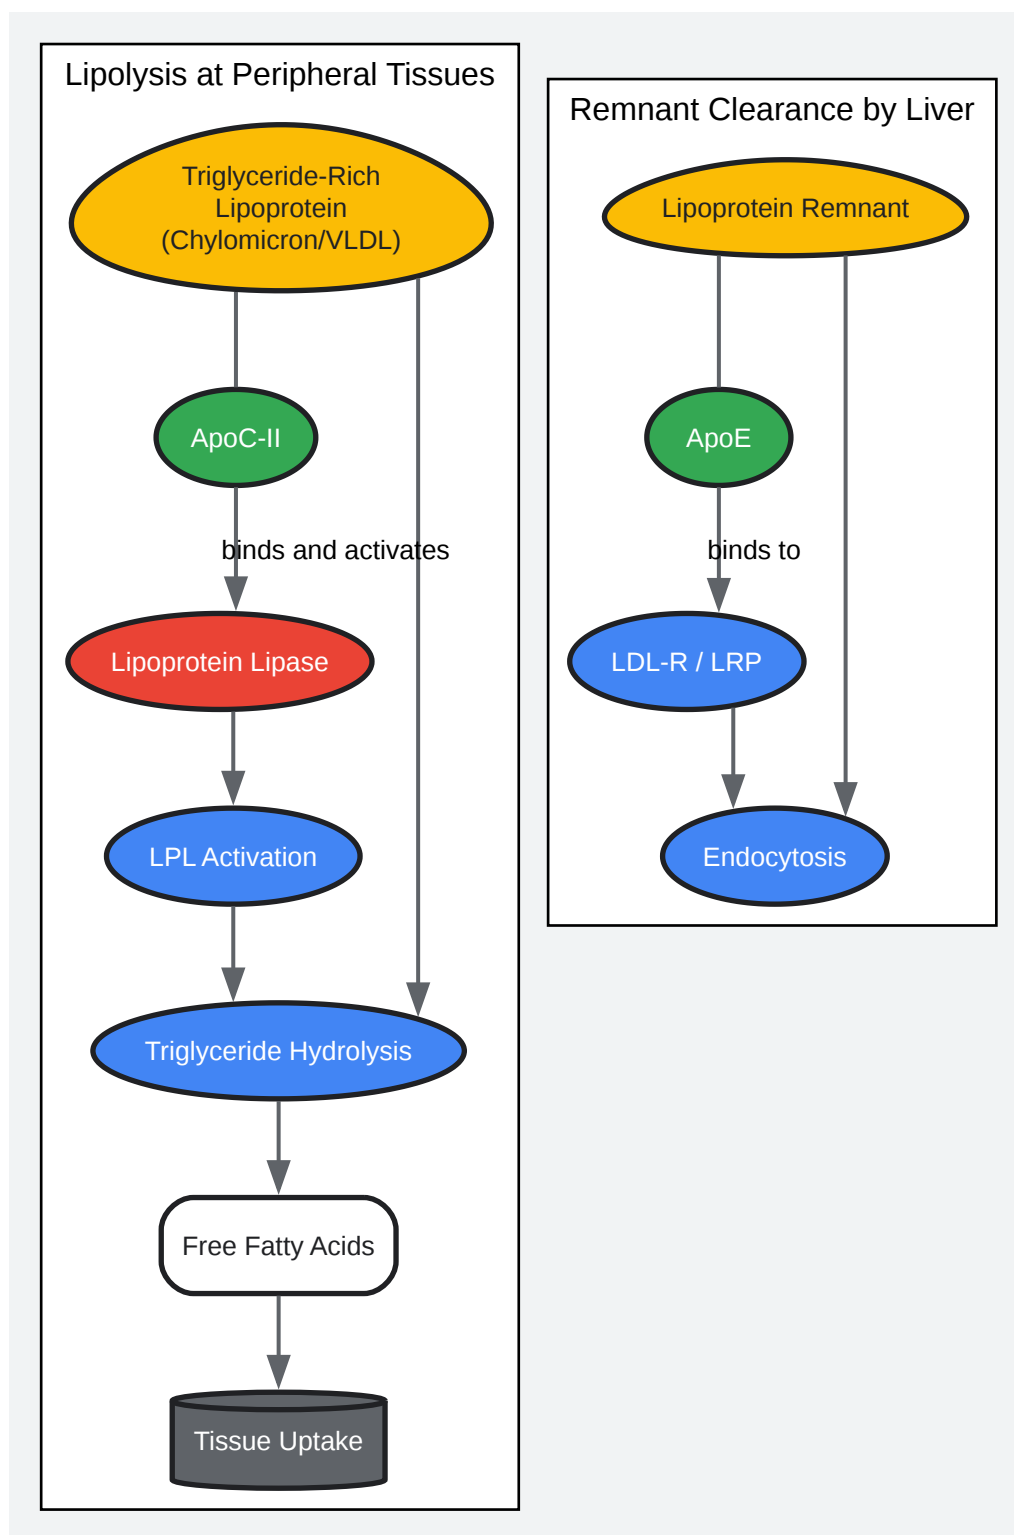 Lipolysis at Peripheral Tissues
Triglyceride-Rich
Lipoprotein
(Chylomicron/VLDL)
ApoC-II
binds and activates
Lipoprotein Lipase
LPL Activation
Triglyceride Hydrolysis
Free Fatty Acids
Tissue Uptake
Remnant Clearance by Liver
Lipoprotein Remnant
ApoE
binds to
LDL-R / LRP
Endocytosis